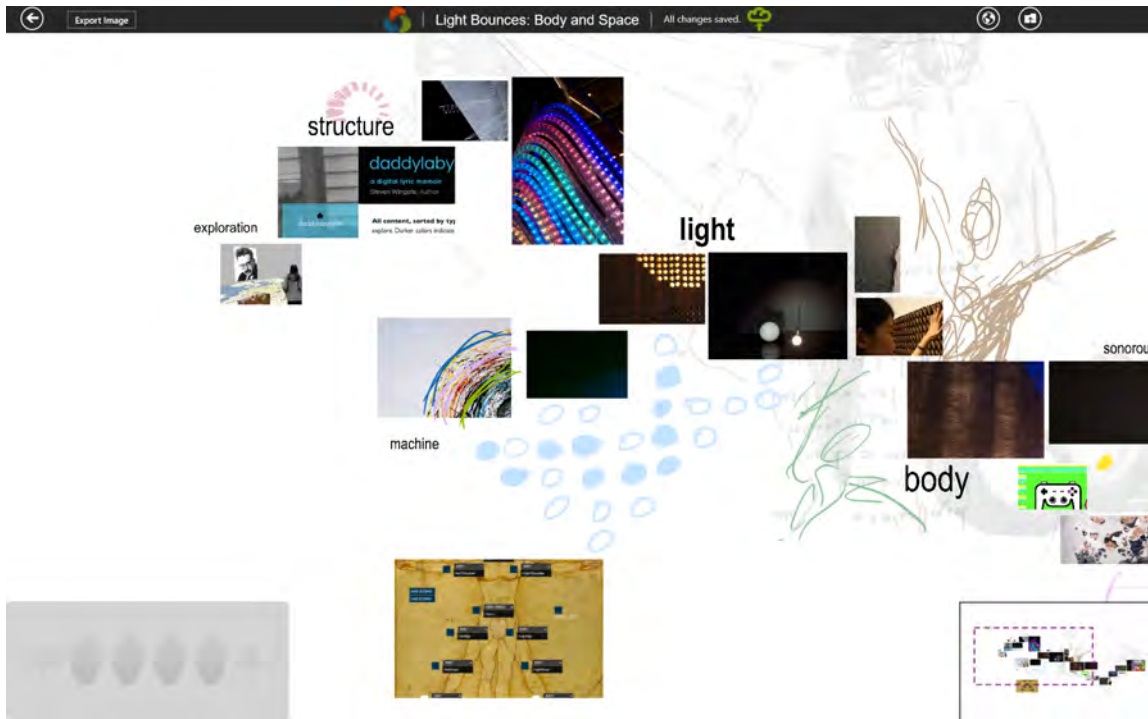 Export Image
Light Bounces: Body and Space
All changes saved.
structure
daddylaby
a digital lyric memoir
Steven Wingate, Author
All content, sorted by typ
explore. Darker colors indicate
exploration
light
sonorou
machine
body